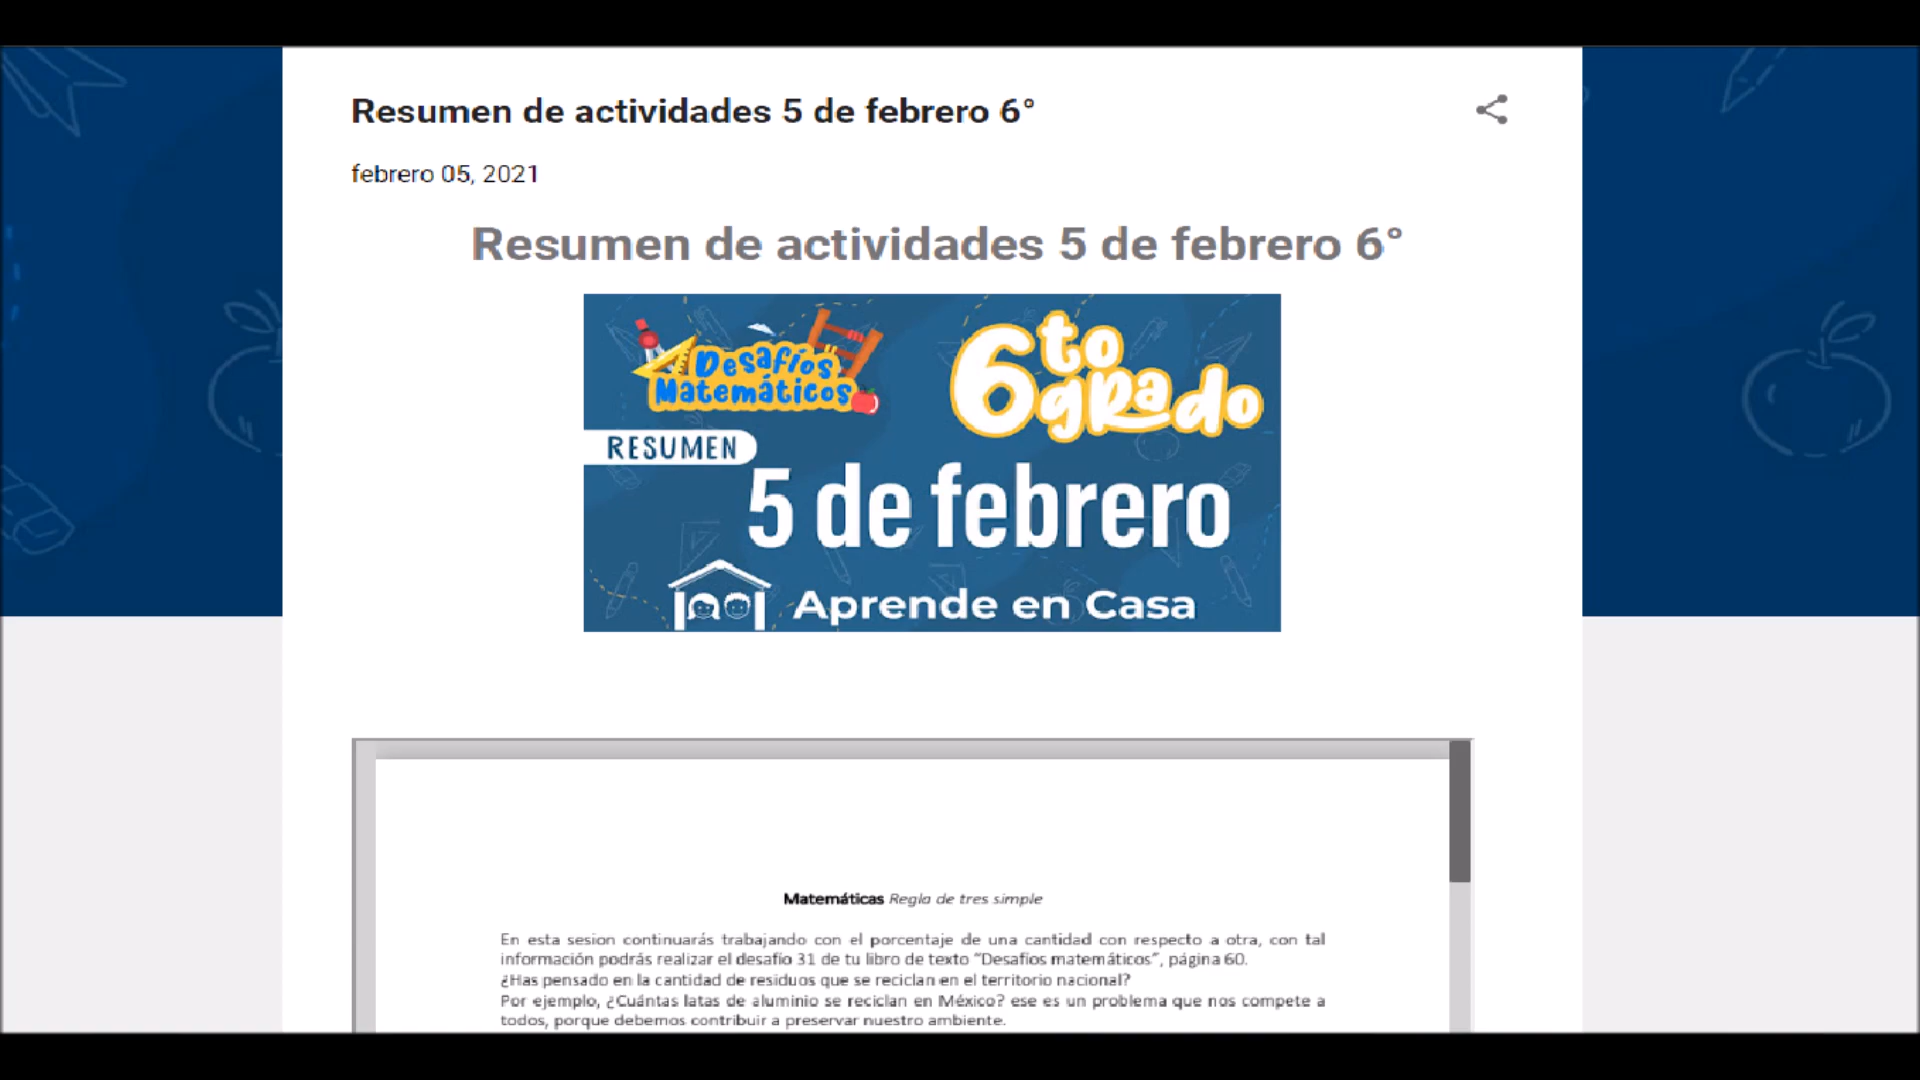 Resumen de actividades 5 de febrero 6°
febrero 05, 2021
Resumen de actividades 5 de febrero 6°
Desafíos
Matemáticos
6to
grado
RESUMEN
5 de febrero
Aprende en Casa
Matemáticas Regla de tres simple
En esta sesion continuarás trabajando con el porcentaje de una cantidad con respecto a otra, con tal
información podrás realizar el desafío 31 de tu libro de texto "Desafíos matemáticos", página 60.
¿Has pensado en la cantidad de residuos que se reciclan en el territorio nacional?
Por ejemplo, ¿Cuántas latas de aluminio se reciclan en México? ese es un problema que nos compete a
todos, porque debemos contribuir a preservar nuestro ambiente.